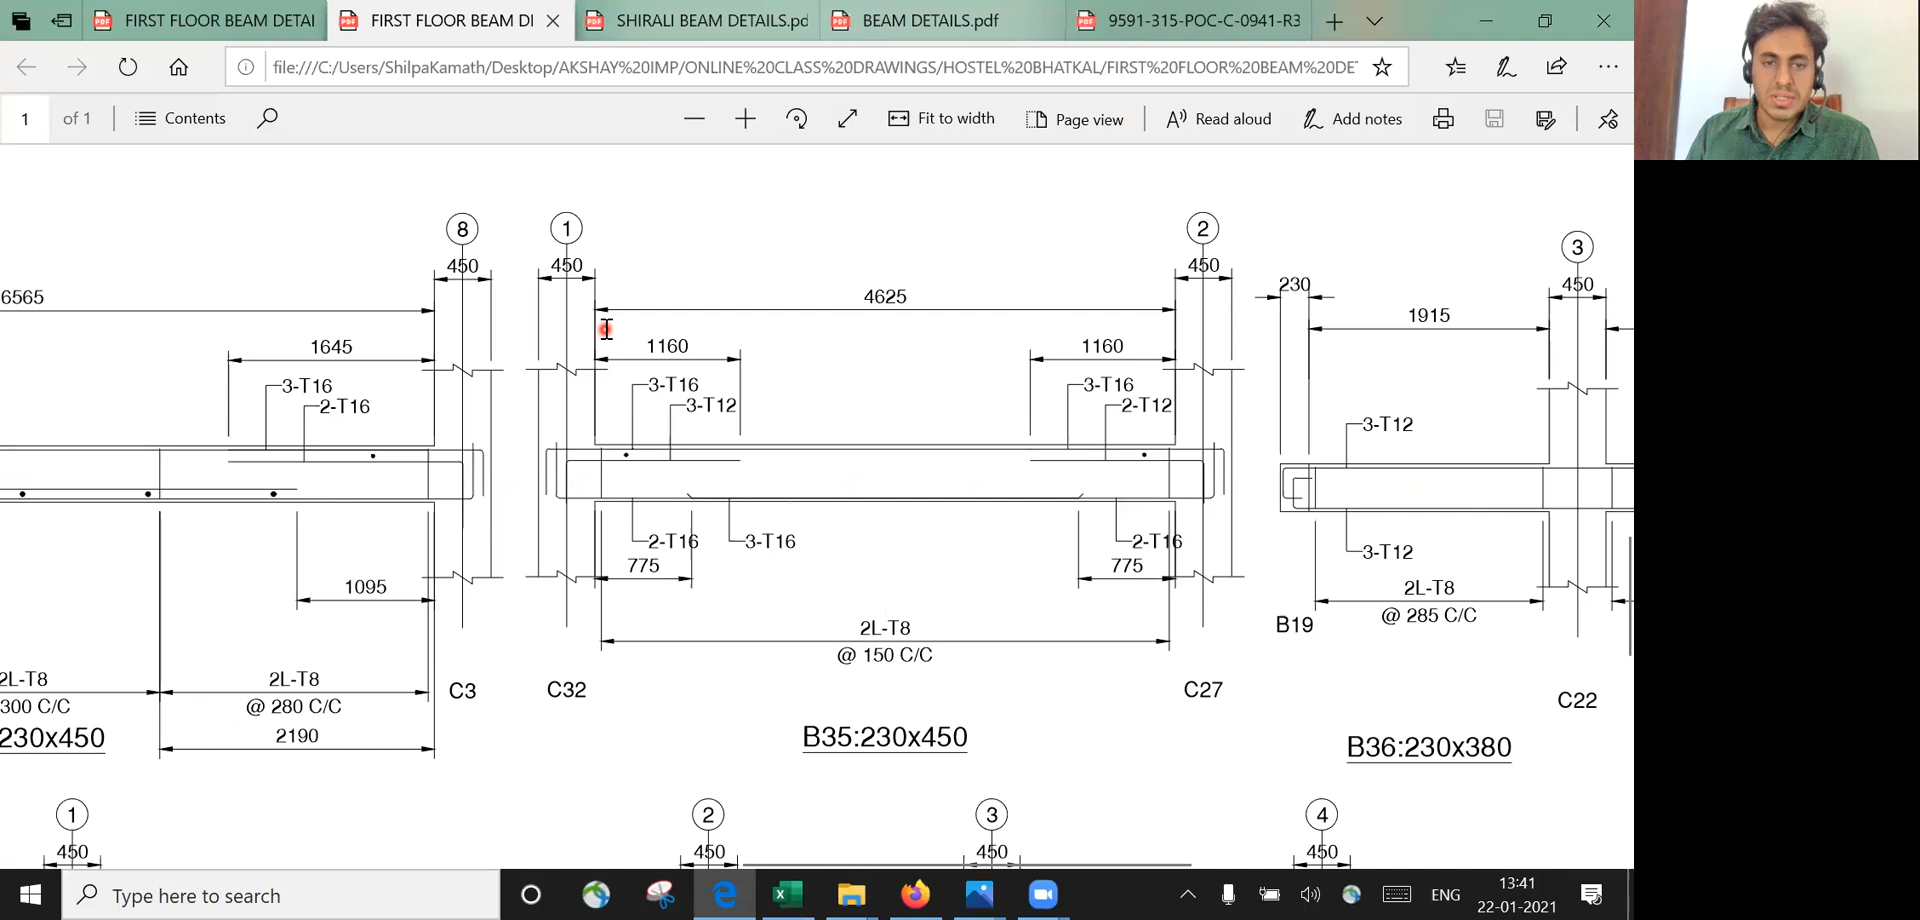 FIRST FLOOR BEAM DETAI
FIRST FLOOR BEAM DI
SHIRALI BEAM DETAILS.pd
BEAM DETAILS.pdf
9591-315-POC-C-0941-R3
file:///C:/Users/ShilpaKamath/Desktop/AKSHAY%20IMP/ONLINE%20CLASS%20DRAWINGS/HOSTEL%20BHATKAL/FIRST%20FLOOR%20BEAM%20DE
1 of 1
Contents
Fit to width
Page view
Read aloud
Add notes
8
450
6565
1645
3-T16
2-T16
1095
2L-T8
300 C/C
2L-T8
@ 280 C/C
2190
C3
230x450
1
450
4625
2
450
1160
1160
3-T16
3-T12
3-T16
2-T12
2-T16
3-T16
2-T16
775
775
2L-T8
@ 150 C/C
C32
C27
B35:230x450
3
230
450
1915
3-T12
3-T12
2L-T8
@ 285 C/C
B19
C22
B36:230x380
1
2
3
4
450
450
450
450
Type here to search
ENG
13:41
22-01-2021